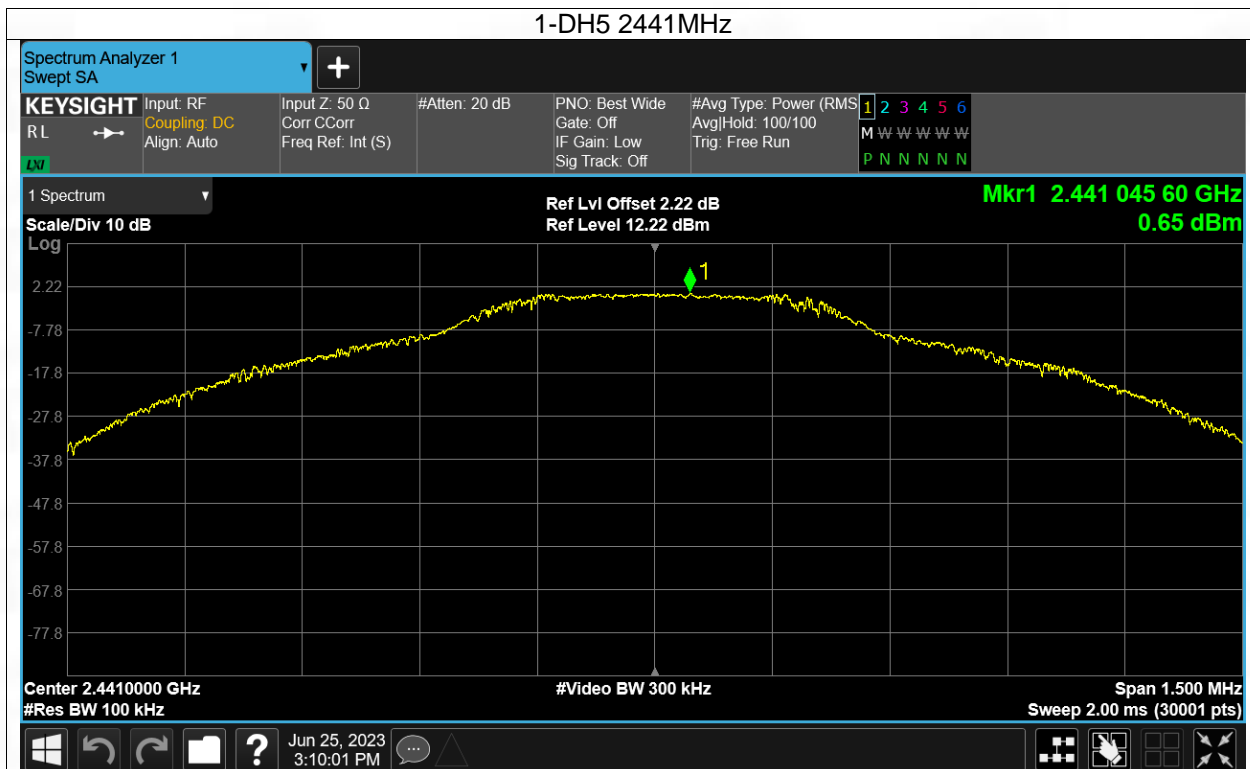 1-DH5 2441MHz
Spectrum Analyzer 1
Swept SA
KEYSIGHT
R L
LXI
Input: RF
Coupling: DC
Align: Auto
Input Z: 50 Ω
Corr CCorr
Freq Ref: Int (S)
#Atten: 20 dB
PNO: Best Wide
Gate: Off
IF Gain: Low
Sig Track: Off
#Avg Type: Power (RMS
Avg|Hold: 100/100
Trig: Free Run
1 2 3 4 5 6
M W W W W W
P N N N N N
1 Spectrum
Scale/Div 10 dB
Log
Ref Lvl Offset 2.22 dB
Ref Level 12.22 dBm
Mkr1 2.441 045 60 GHz
0.65 dBm
1
2.22
-7.78
-17.8
-27.8
-37.8
-47.8
-57.8
-67.8
-77.8
Center 2.4410000 GHz
#Res BW 100 kHz
#Video BW 300 kHz
Span 1.500 MHz
Sweep 2.00 ms (30001 pts)
?
Jun 25, 2023
3:10:01 PM